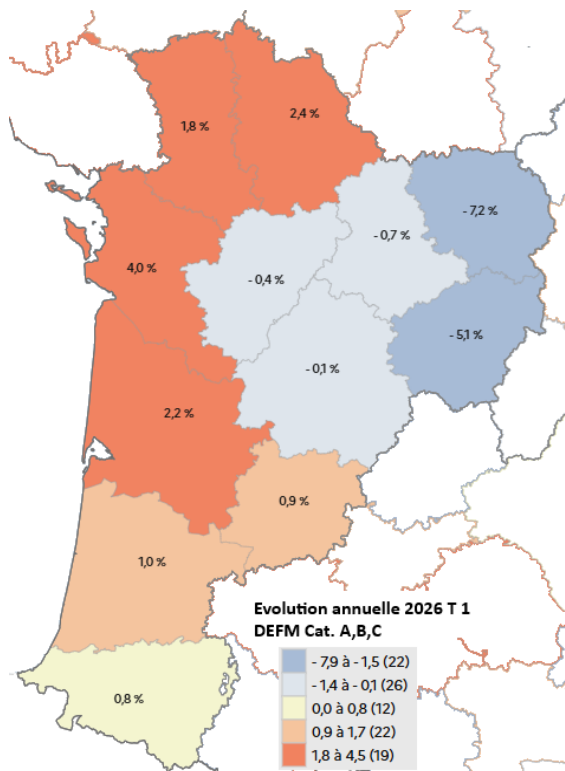 2,4 %
1,8 %
- 7,2 %
- 0,7 %
4,0 %
- 0,4 %
- 5,1 %
- 0,1 %
2,2 %
0,9 %
1,0 %
Evolution annuelle 2026 T 1
DEFM Cat. A,B,C
- 7,9 à - 1,5 (22)
- 1,4 à - 0,1 (26)
0,8 %
0,0 à 0,8 (12)
0,9 à 1,7 (22)
1,8 à 4,5 (19)